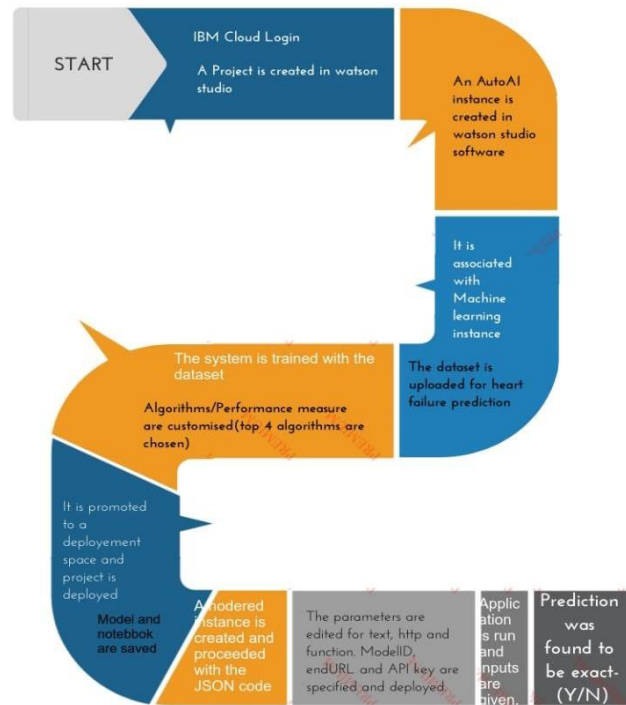 START
IBM Cloud Login
A Project is created in watson
studio
An AutoAI
instance is
created in
watson studio
software
It is
associated
with
Machine
learning
instance
The dataset is
uploaded for heart
failure prediction
The system is trained with the
dataset
Algorithms/Performance measure
are customised(top 4 algorithms are
chosen)
It is promoted
to a
deployement
space and
project is
deployed
Model and
notebbok
are saved
A nodered
instance is
created and
proceeded
with the
JSON code
The parameters are
edited for text, http and
function. ModelID,
endURL and API key are
specified and deployed.
Applic
ation
is run
and
inputs
are
given.
Prediction
was
found to
be exact-
(Y/N)
PREMIUM
PREMIUM